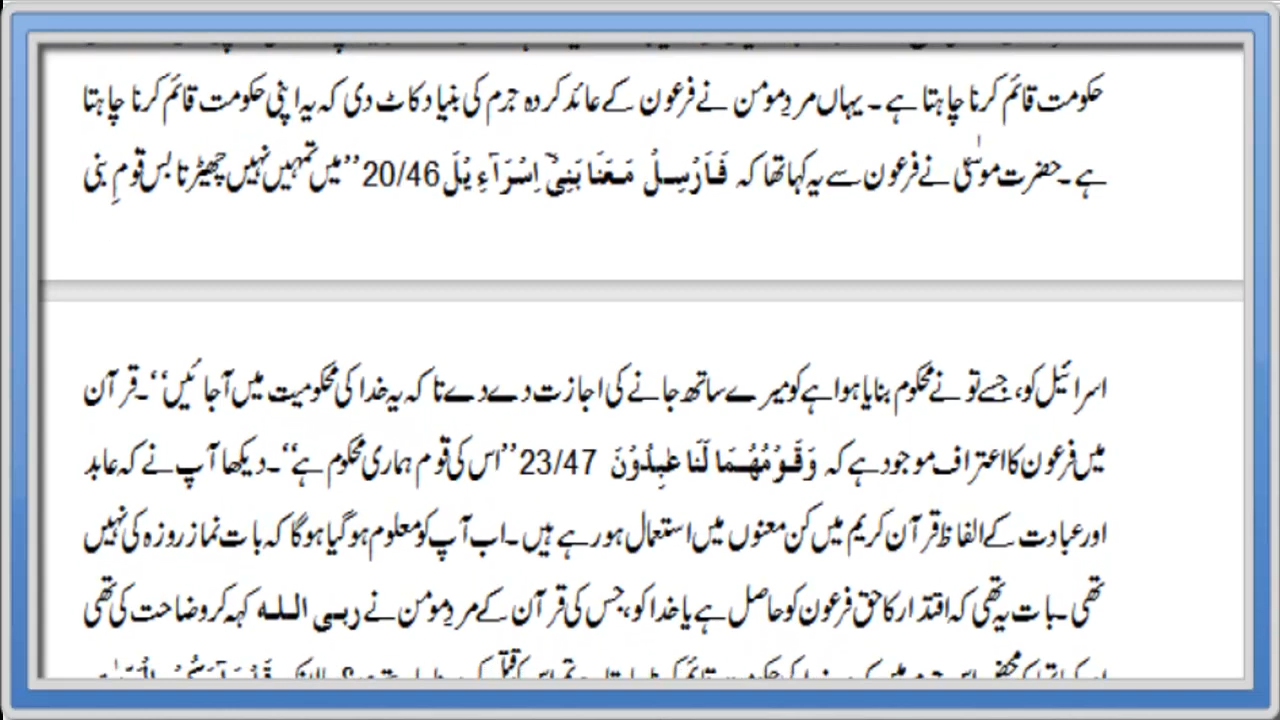 حکومت قائم کرنا چاہتا ہے۔ یہاں مردِ مومن نے فرعون کے عائد کردہ جرم کی بنیاد کاٹ دی کہ یہ اپنی حکومت قائم کرنا چاہتا
ہے۔ حضرت موسیٰؑ نے فرعون سے یہ کہا تھا کہ فَاَرْسِلْ مَعَنَا بَنِیْٓ اِسْرَآءِ یْلَ 20/46 ’’میں تمہیں نہیں چھیڑتا بس قومِ بنی
اسرائیل کو، جسے تو نے محکوم بنایا ہوا ہے کو میرے ساتھ جانے کی اجازت دے دے تا کہ یہ خدا کی محکومیت میں آجائیں‘‘۔ قرآن
میں فرعون کا اعتراف موجود ہے کہ وَقَوْمُهُمَا لَنَا عٰبِدُوْنَ 23/47 ’’اس کی قوم ہماری محکوم ہے‘‘۔ دیکھا آپ نے کہ عابد
اور عبادت کے الفاظ قرآن کریم میں کن معنوں میں استعمال ہو رہے ہیں۔ اب آپ کو معلوم ہو گیا ہو گا کہ بات نماز روزہ کی نہیں
تھی۔ بات یہ تھی کہ اقتدار کا حق فرعون کو حاصل ہے یا خدا کو، جس کی قرآن کے مردِ مومن نے ربی اللہ کہہ کر وضاحت کی تھی